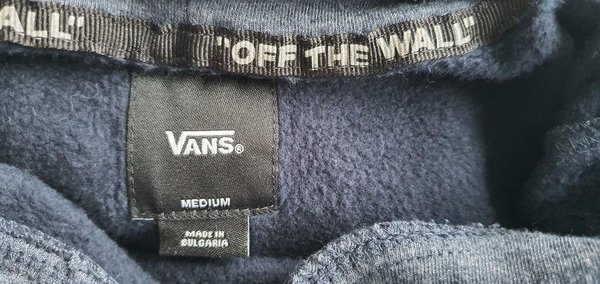 ALL" "OFF THE WALL"
VANS®
MEDIUM
MADE IN
BULGARIA